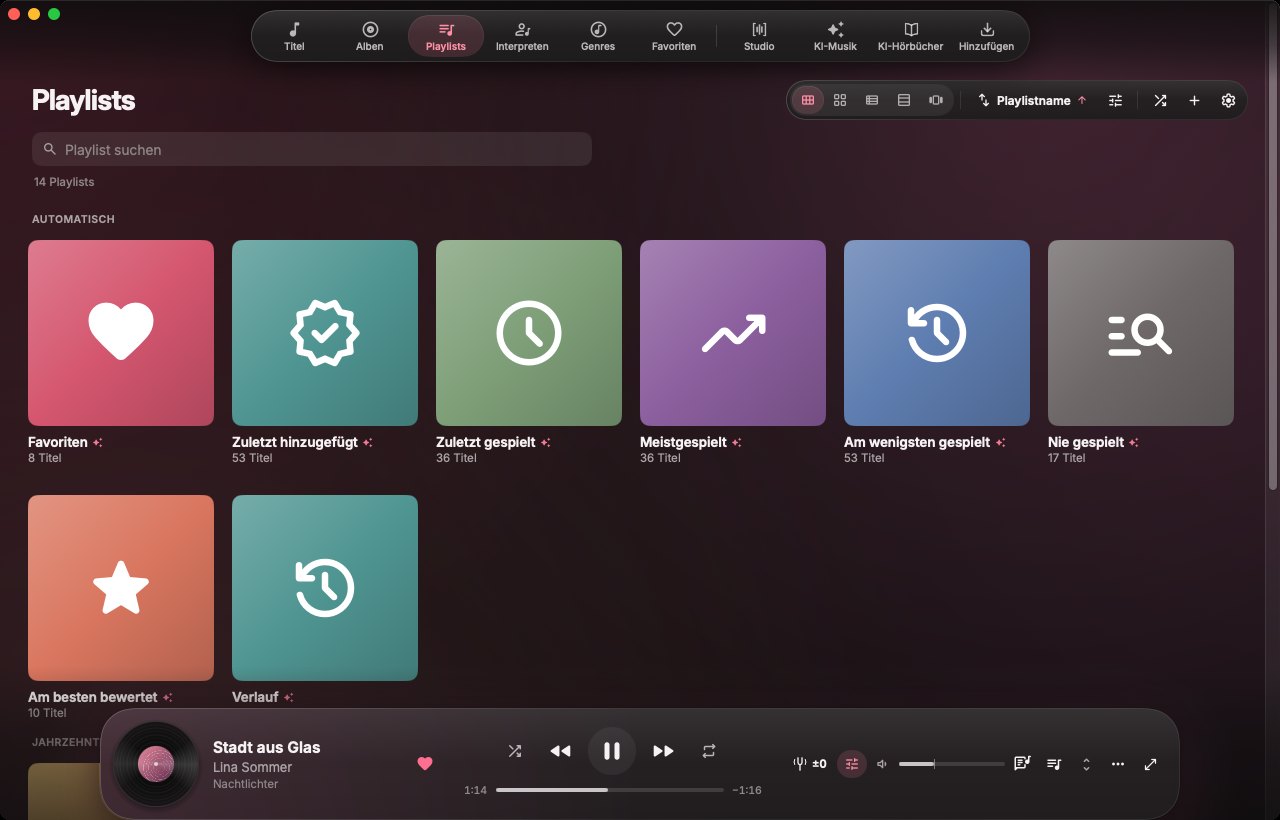 Titel
Alben
Playlists
Interpreten
Genres
Favoriten
Studio
KI-Musik
KI-Hörbücher
Hinzufügen
Playlists
Playlistname
Playlist suchen
14 Playlists
AUTOMATISCH
Favoriten
8 Titel
Zuletzt hinzugefügt
53 Titel
Zuletzt gespielt
36 Titel
Meistgespielt
36 Titel
Am wenigsten gespielt
53 Titel
Nie gespielt
17 Titel
Am besten bewertet
10 Titel
Verlauf
JAHRZEHNT
Stadt aus Glas
Lina Sommer
Nachtlichter
1:14
−1:16
±0